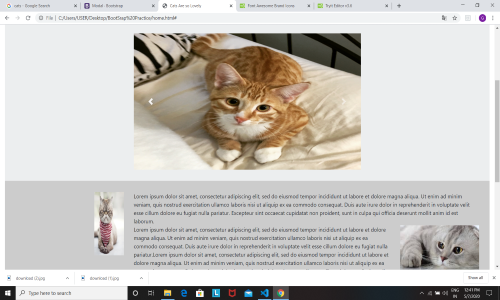 cats - Google Search
Modal · Bootstrap
Cats Are so Lovely
Font Awesome Brand Icons
Tryit Editor v3.6
File | C:/Users/USER/Desktop/BootStrap%20Practice/home.html#
Lorem ipsum dolor sit amet, consectetur adipiscing elit, sed do eiusmod tempor incididunt ut labore et dolore magna aliqua. Ut enim ad minim
veniam, quis nostrud exercitation ullamco laboris nisi ut aliquip ex ea commodo consequat. Duis aute irure dolor in reprehenderit in voluptate velit
esse cillum dolore eu fugiat nulla pariatur. Excepteur sint occaecat cupidatat non proident, sunt in culpa qui officia deserunt mollit anim id est
laborum.
Lorem ipsum dolor sit amet, consectetur adipiscing elit, sed do eiusmod tempor incididunt ut labore et dolore
magna aliqua. Ut enim ad minim veniam, quis nostrud exercitation ullamco laboris nisi ut aliquip ex ea
commodo consequat. Duis aute irure dolor in reprehenderit in voluptate velit esse cillum dolore eu fugiat nulla
pariatur.Lorem ipsum dolor sit amet, consectetur adipiscing elit, sed do eiusmod tempor incididunt ut labore et
dolore magna aliqua. Ut enim ad minim veniam, quis nostrud exercitation ullamco laboris nisi ut aliquip ex ea
download (2).jpg
download (1).jpg
Show all
Type here to search
ENG
IN
12:41 PM
5/7/2020